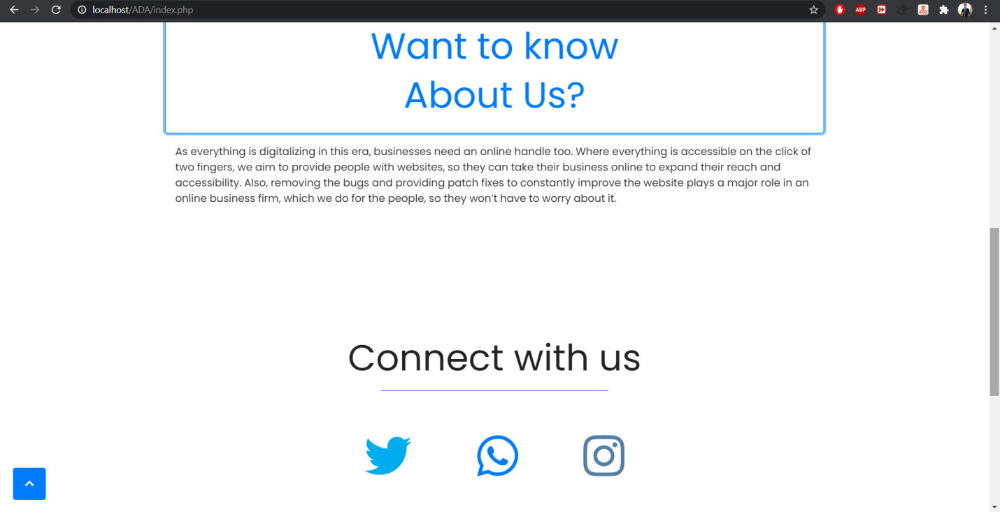 localhost/ADA/index.php
ABP
Want to know
About Us?
As everything is digitalizing in this era, businesses need an online handle too. Where everything is accessible on the click of
two fingers, we aim to provide people with websites, so they can take their business online to expand their reach and
accessibility. Also, removing the bugs and providing patch fixes to constantly improve the website plays a major role in an
online business firm, which we do for the people, so they won’t have to worry about it.
Connect with us